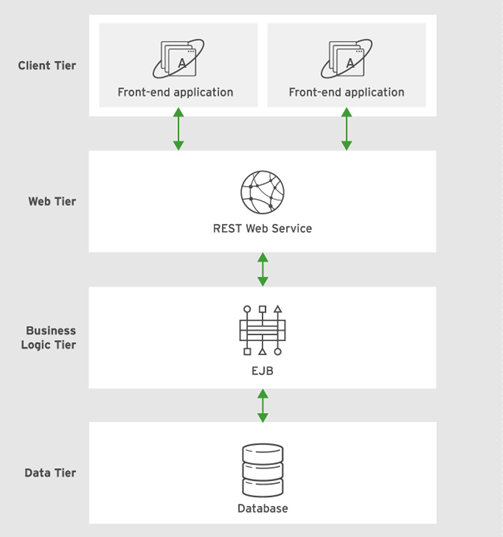 Client Tier
A
Front-end application
A
Front-end application
Web Tier
REST Web Service
Business
Logic Tier
EJB
Data Tier
Database